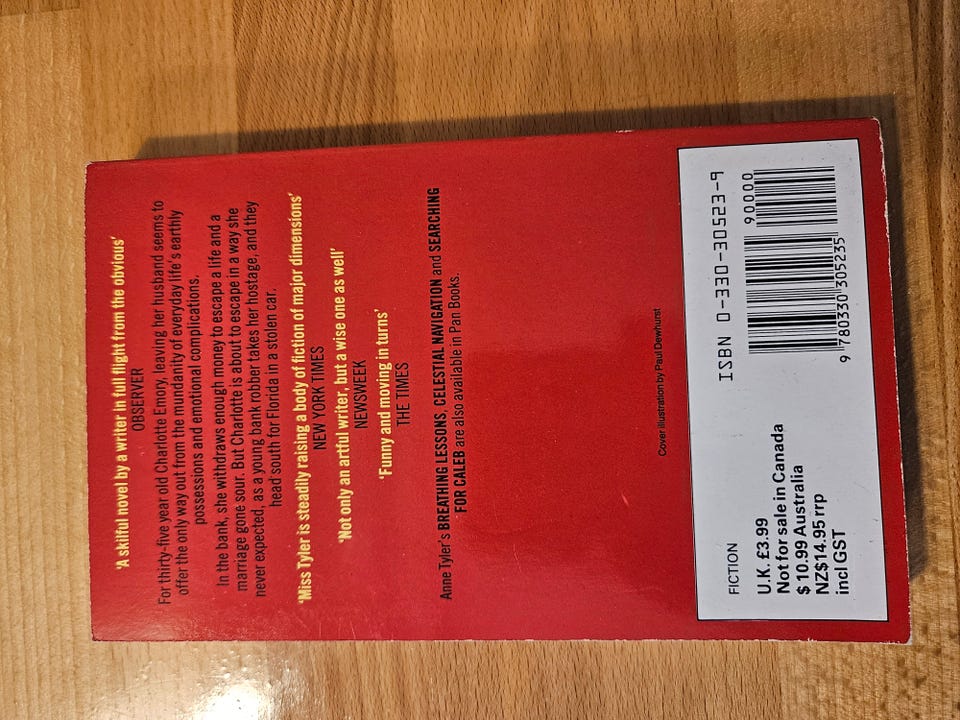 'A skilful novel by a writer in full flight from the obvious'
OBSERVER
For thirty-five year old Charlotte Emory, leaving her husband seems to
offer the only way out from the mundanity of everyday life's earthly
possessions and emotional complications.
In the bank, she withdraws enough money to escape a life and a
marriage gone sour. But Charlotte is about to escape in a way she
never expected, as a young bank robber takes her hostage, and they
head south for Florida in a stolen car.
'Miss Tyler is steadily raising a body of fiction of major dimensions'
NEW YORK TIMES
'Not only an artful writer, but a wise one as well'
NEWSWEEK
'Funny and moving in turns'
THE TIMES
Anne Tyler's BREATHING LESSONS, CELESTIAL NAVIGATION and SEARCHING
FOR CALEB are also available in Pan Books.
Cover illustration by Paul Dewhurst
FICTION
U.K. £3.99
Not for sale in Canada
$10.99 Australia
NZ$14.95 rrp
incl GST
ISBN 0-330-30523-9
90000
9 780330 305235